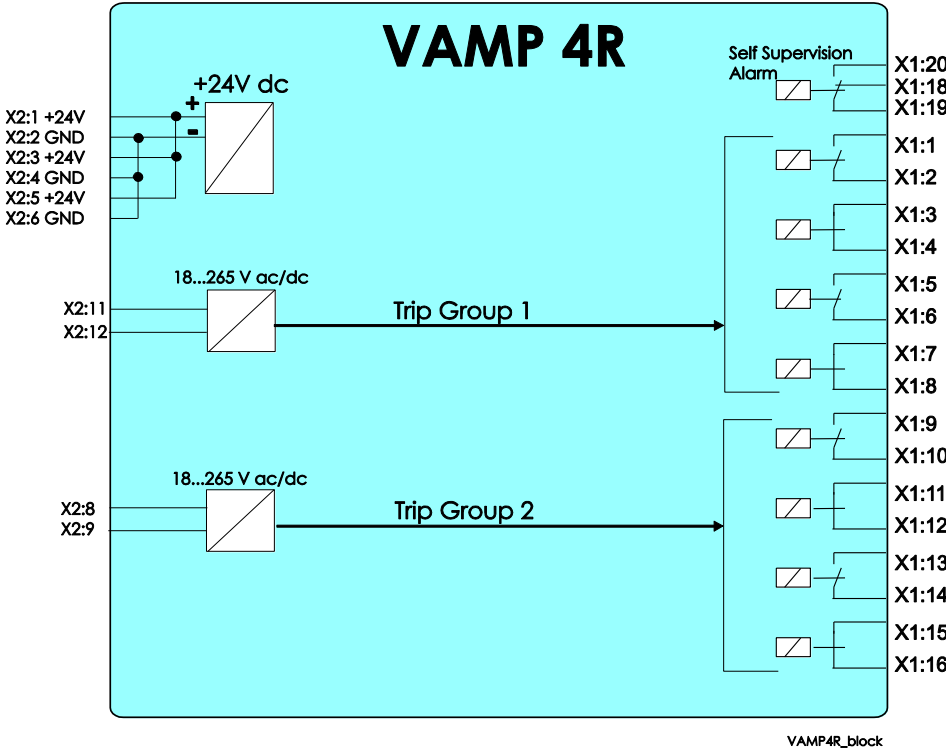 VAMP 4R
Self Supervision
Alarm
+24V dc
+
-
X2:1 +24V
X2:2 GND
X2:3 +24V
X2:4 GND
X2:5 +24V
X2:6 GND
18...265 V ac/dc
X2:11
X2:12
Trip Group 1
18...265 V ac/dc
X2:8
X2:9
Trip Group 2
X1:20
X1:18
X1:19
X1:1
X1:2
X1:3
X1:4
X1:5
X1:6
X1:7
X1:8
X1:9
X1:10
X1:11
X1:12
X1:13
X1:14
X1:15
X1:16
VAMP4R_block